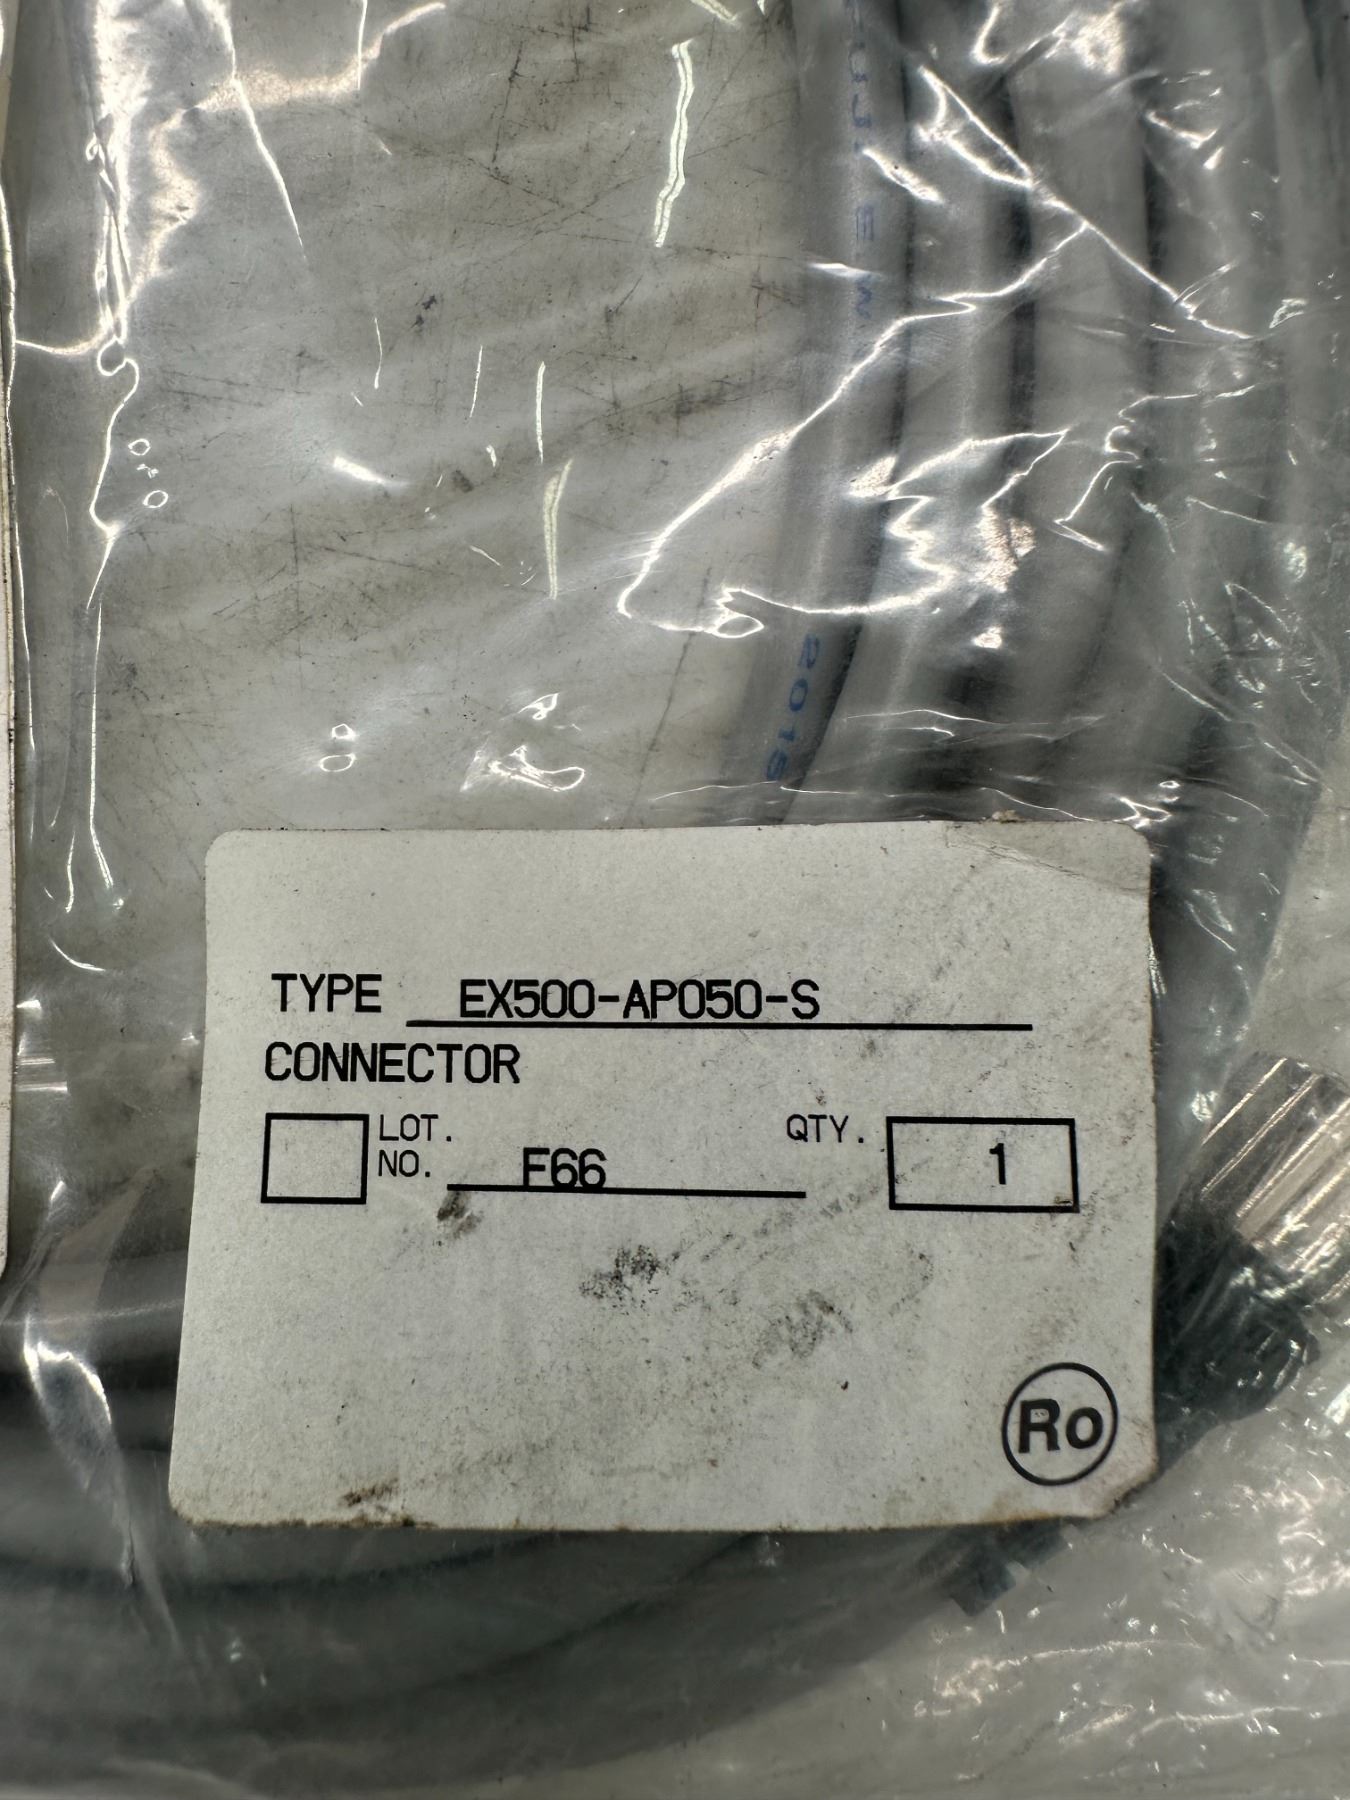 2015
TYPE EX500-AP050-S
CONNECTOR
LOT. NO. F66 QTY. 1
Ro